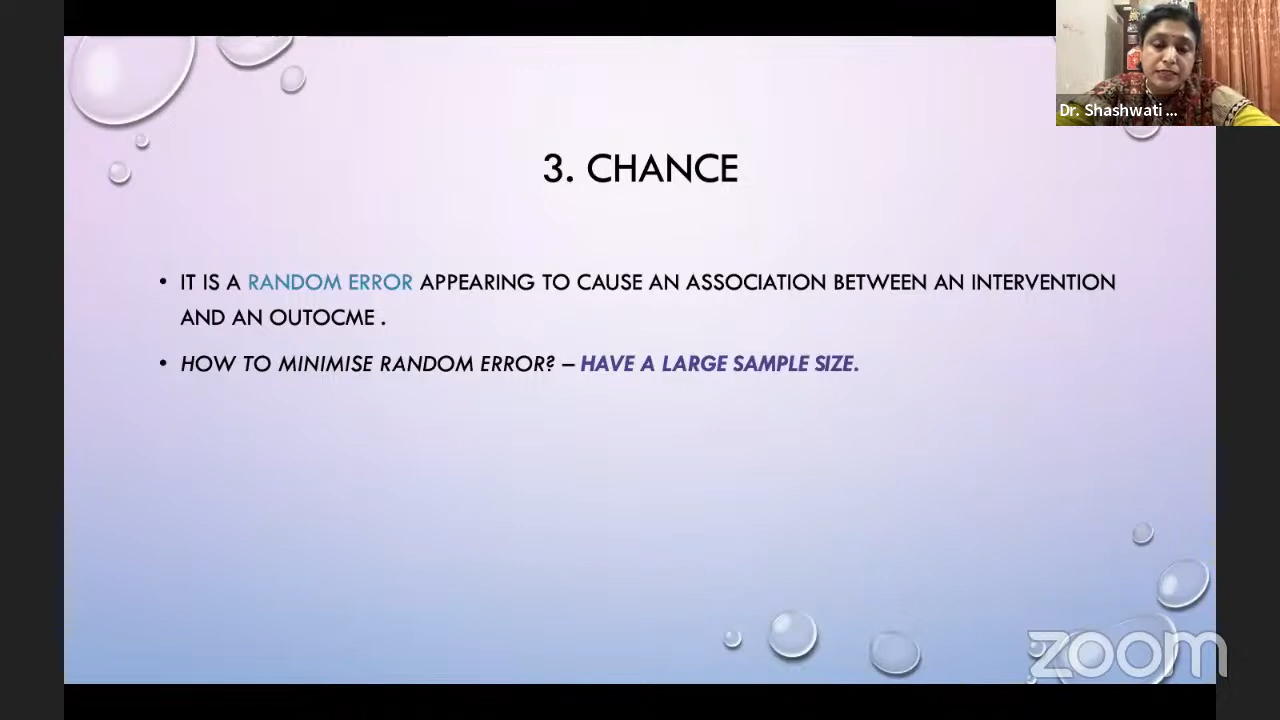 Dr. Shashwati ...
3. CHANCE
• IT IS A RANDOM ERROR APPEARING TO CAUSE AN ASSOCIATION BETWEEN AN INTERVENTION
AND AN OUTOCME .
• HOW TO MINIMISE RANDOM ERROR? – HAVE A LARGE SAMPLE SIZE.
zoom